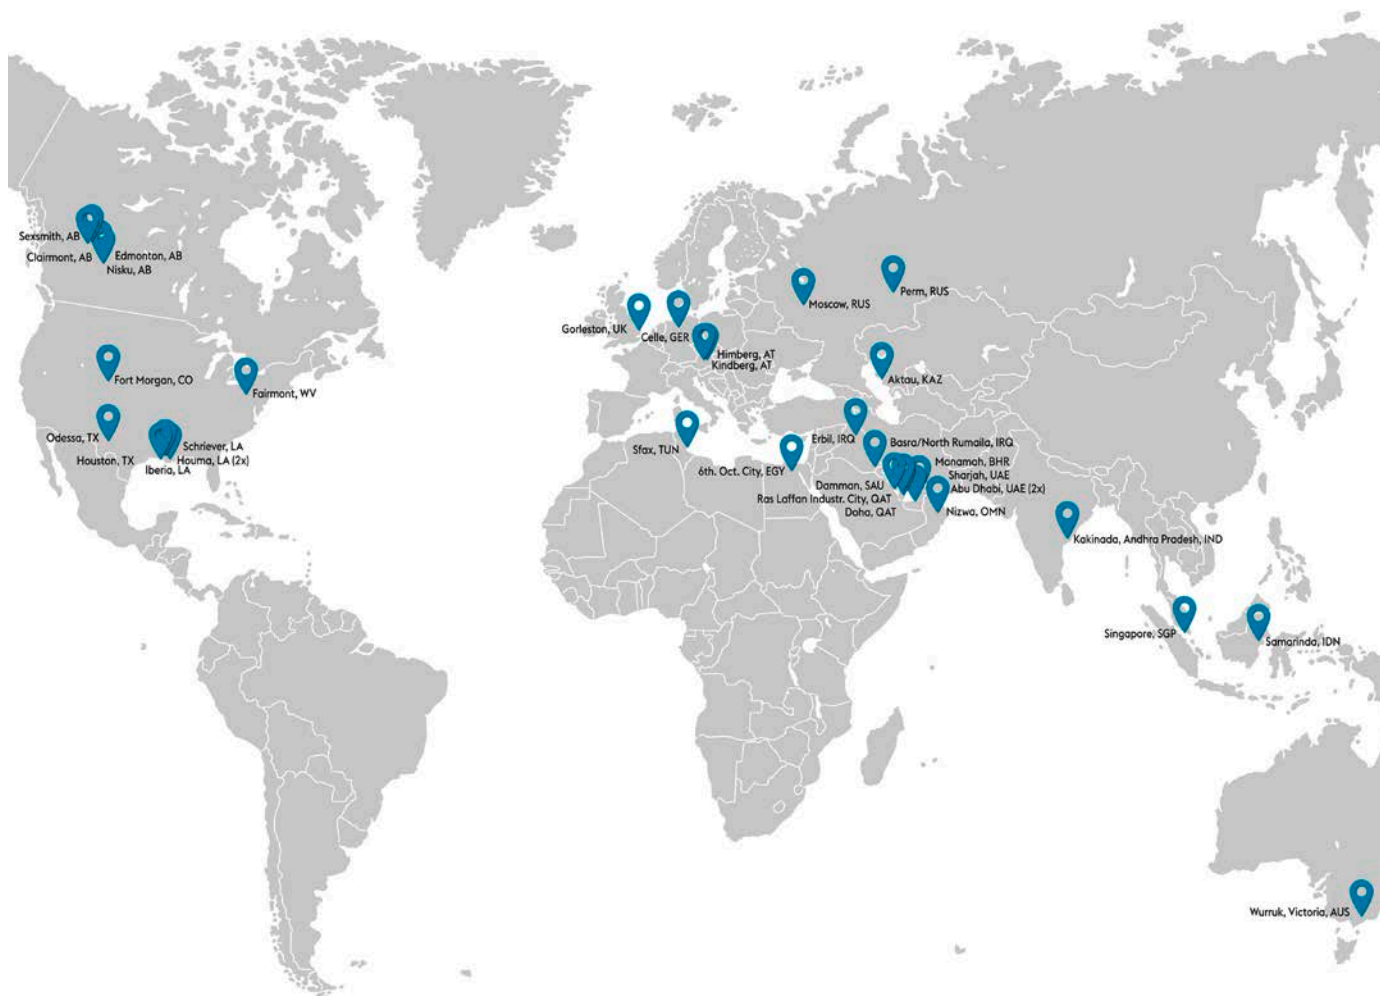 Sexsmith, AB
Clairmont, AB
Edmonton, AB
Nisku, AB
Fort Morgan, CO
Fairmont, WV
Odessa, TX
Houston, TX
Schriever, LA
Houma, LA (2x)
Iberia, LA
Gorleston, UK
Celle, GER
Himberg, AT
Kindberg, AT
Moscow, RUS
Perm, RUS
Aktau, KAZ
Sfax, TUN
6th. Oct. City, EGY
Erbil, IRQ
Basra/North Rumaila, IRQ
Manamah, BHR
Sharjah, UAE
Abu Dhabi, UAE (2x)
Damman, SAU
Ras Laffan Industr. City, QAT
Doha, QAT
Nizwa, OMN
Kakinada, Andhra Pradesh, IND
Singapore, SGP
Samarinda, IDN
Wurruk, Victoria, AUS